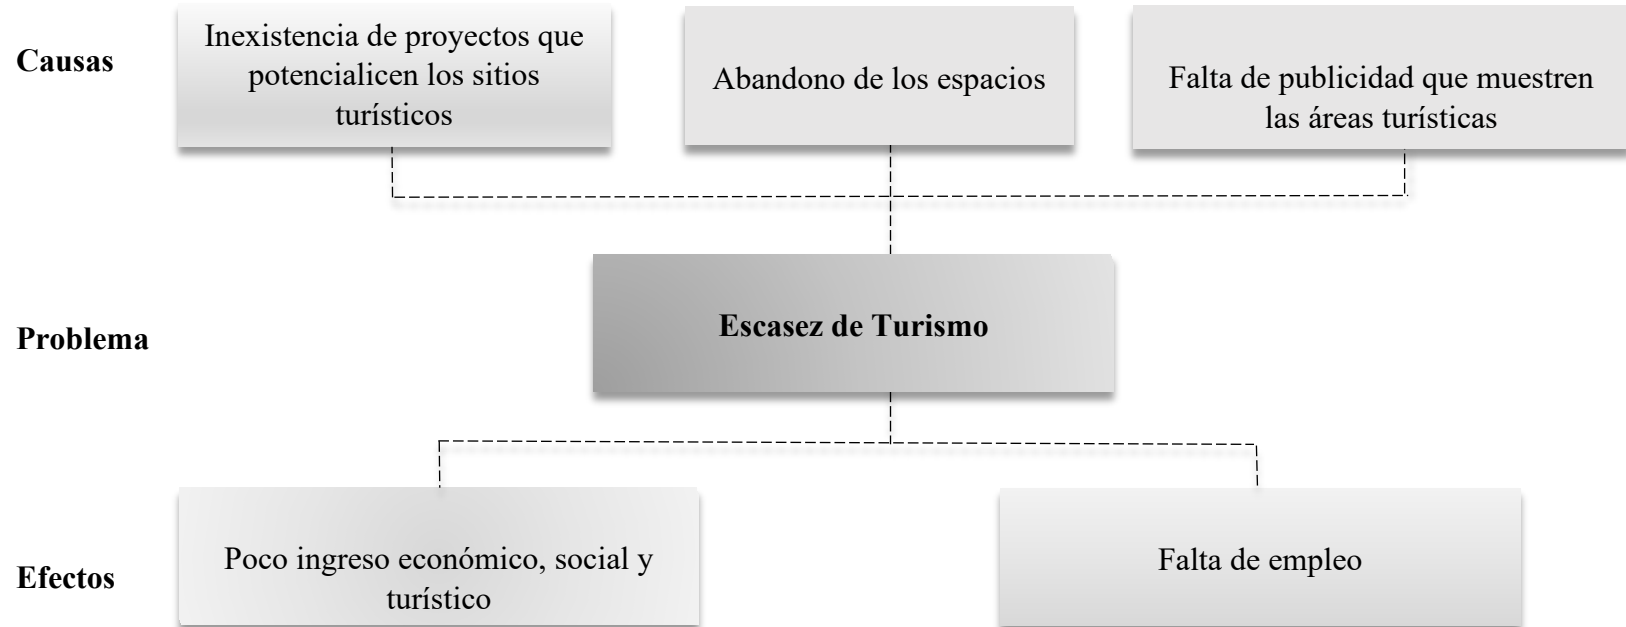 Causas
Inexistencia de proyectos que
potencialicen los sitios
turísticos
Abandono de los espacios
Falta de publicidad que muestren
las áreas turísticas
Problema
Escasez de Turismo
Efectos
Poco ingreso económico, social y
turístico
Falta de empleo